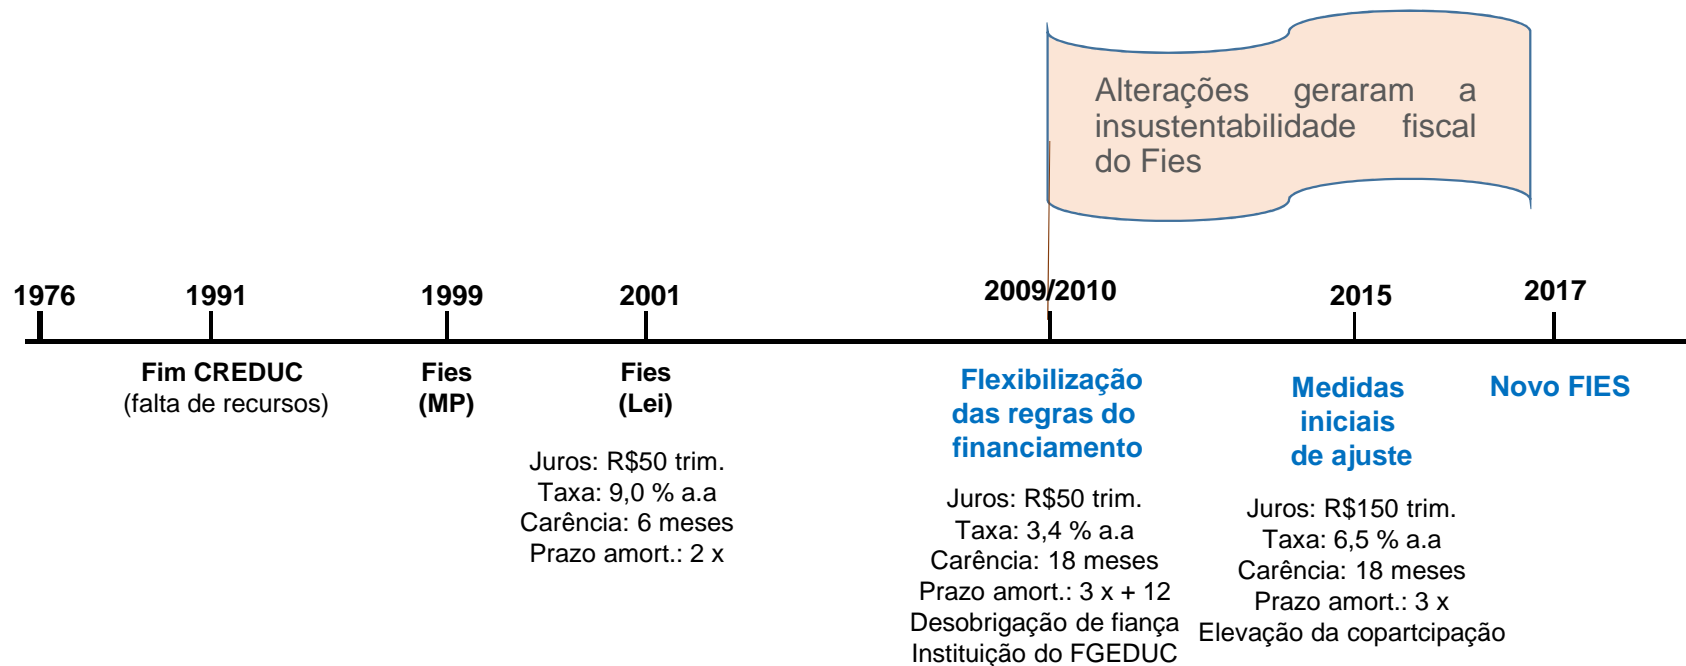 Alterações geraram a
insustentabilidade fiscal
do Fies
1976
1991
1999
2001
2009/2010
2015
2017
Fim CREDUC
(falta de recursos)
Fies
(MP)
Fies
(Lei)
Juros: R$50 trim.
Taxa: 9,0 % a.a
Carência: 6 meses
Prazo amort.: 2 x
Flexibilização
das regras do
financiamento
Juros: R$50 trim.
Taxa: 3,4 % a.a
Carência: 18 meses
Prazo amort.: 3 x + 12
Desobrigação de fiança
Instituição do FGEDUC
Medidas
iniciais
de ajuste
Juros: R$150 trim.
Taxa: 6,5 % a.a
Carência: 18 meses
Prazo amort.: 3 x
Elevação da copartcipação
Novo FIES